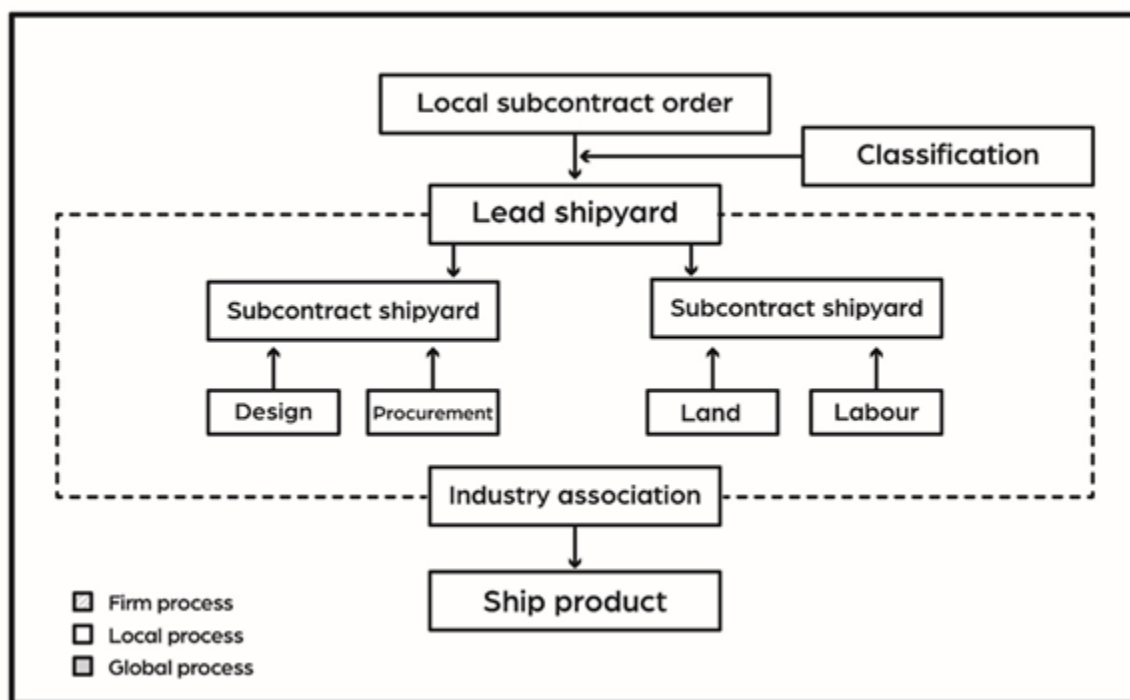 Local subcontract order
Classification
Lead shipyard
Subcontract shipyard
Subcontract shipyard
Design
Procurement
Land
Labour
Industry association
Ship product
Firm process
Local process
Global process